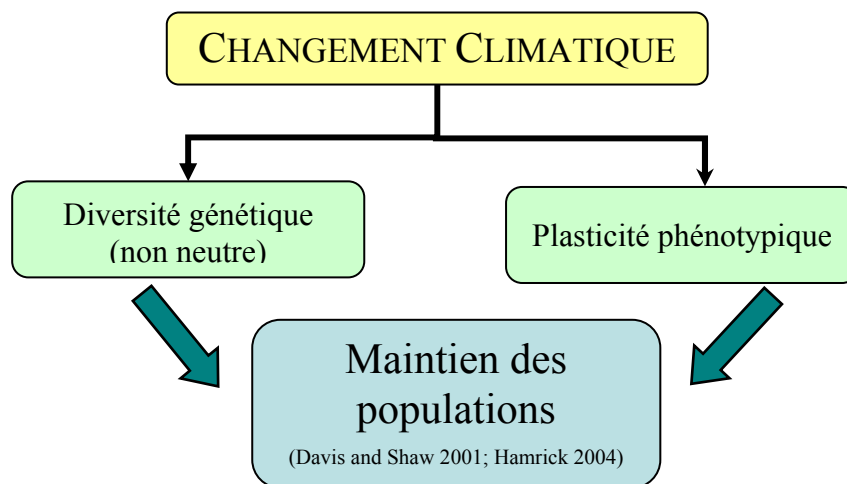 CHANGEMENT CLIMATIQUE
Diversité génétique
(non neutre)
Plasticité phénotypique
Maintien des
populations
(Davis and Shaw 2001; Hamrick 2004)